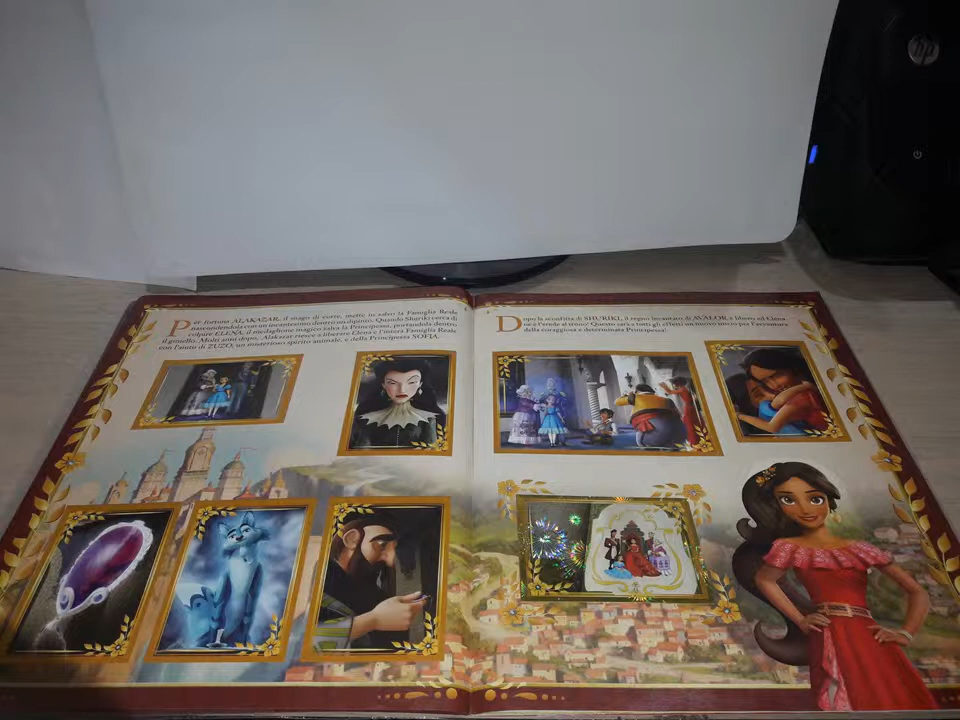 Per fortuna ALAKAZAR, il mago di corte, mette in salvo la Famiglia Reale
nascondendola con un incantesimo dentro un dipinto. Quando Shuriki cerca di
colpire ELENA, il medaglione magico salva la Principessa, portandola dentro
il gioiello. Molti anni dopo, Alakazar riesce a liberare Elena e l'intera Famiglia Reale
con l'aiuto di ZUZO, un misterioso spirito animale, e della Principessa SOFIA.
Dopo la sconfitta di SHURIKI, il regno incantato di AVALOR è libero ed Elena
ne è l'erede al trono! Questo sarà a tutti gli effetti un nuovo inizio per l'avventura
della coraggiosa e determinata Principessa!
hp